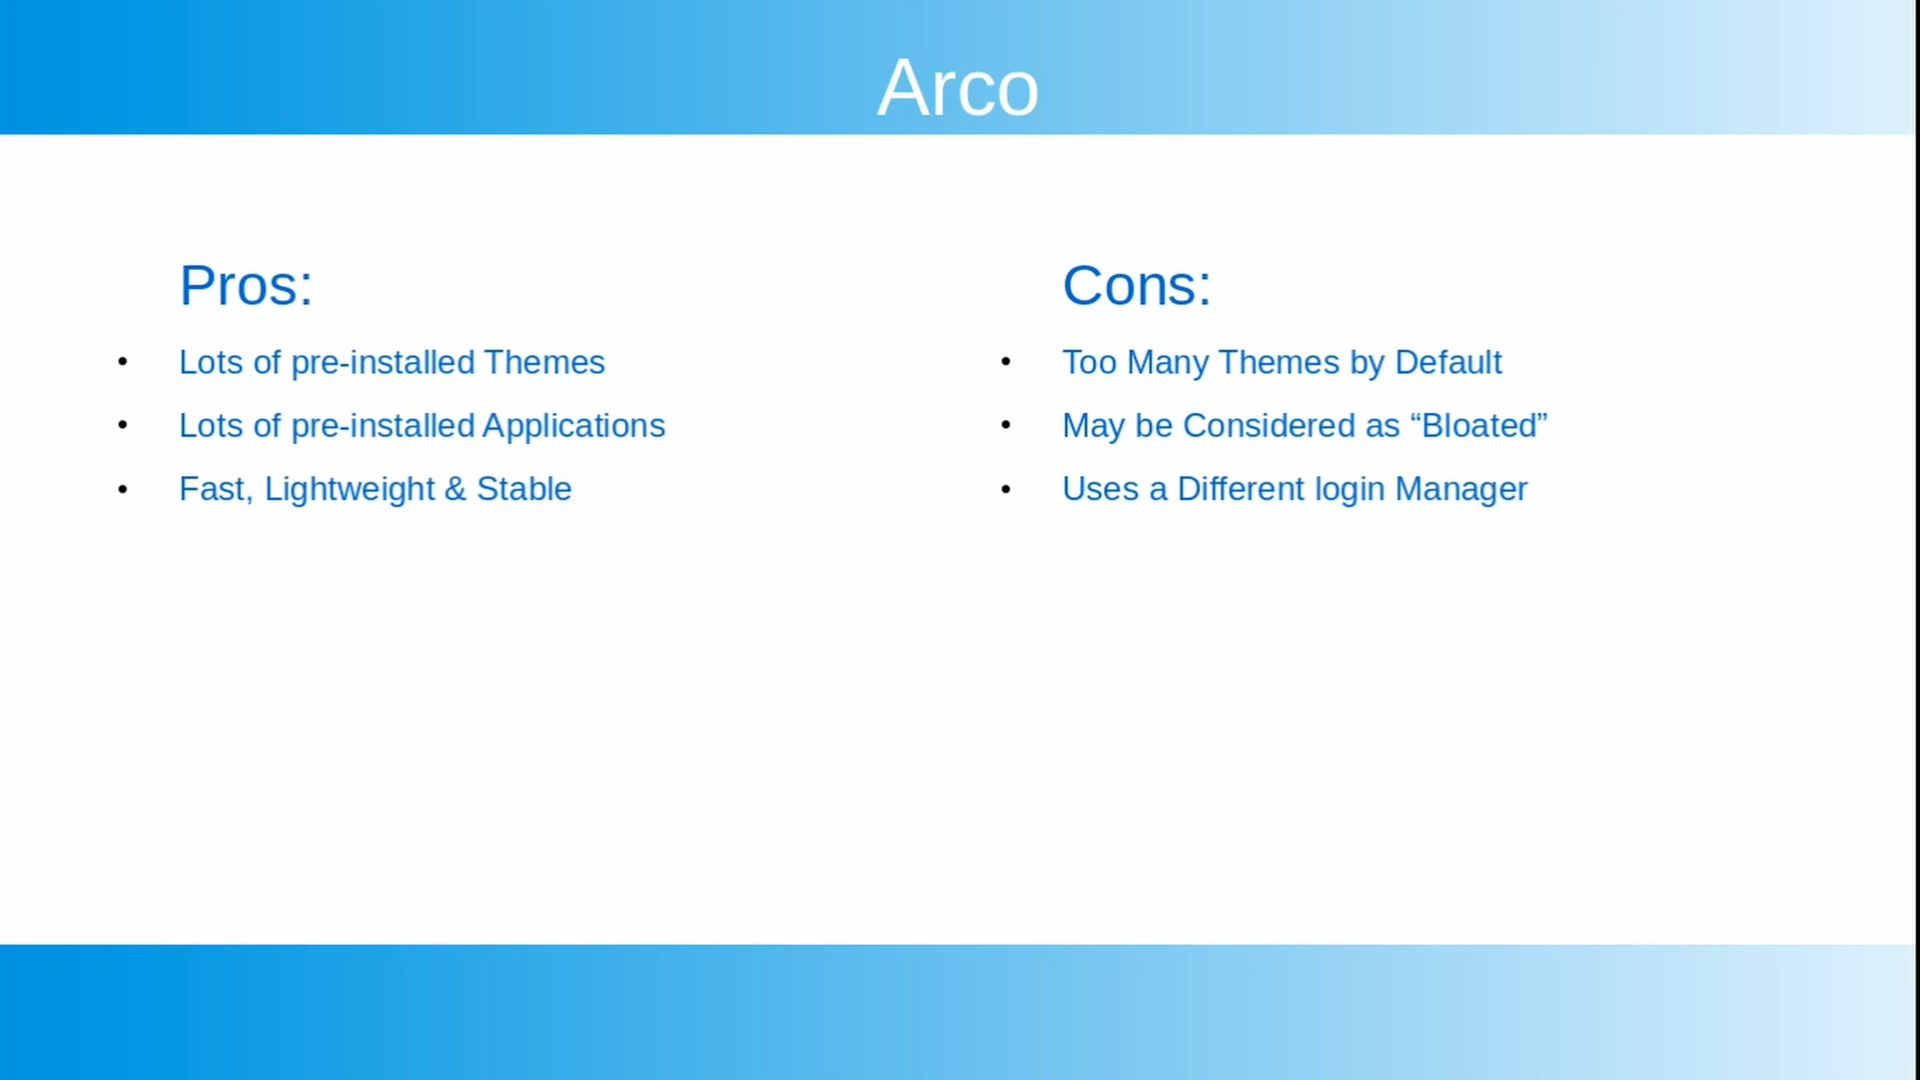 Arco
Pros:
• Lots of pre-installed Themes
• Lots of pre-installed Applications
• Fast, Lightweight & Stable
Cons:
• Too Many Themes by Default
• May be Considered as “Bloated”
• Uses a Different login Manager